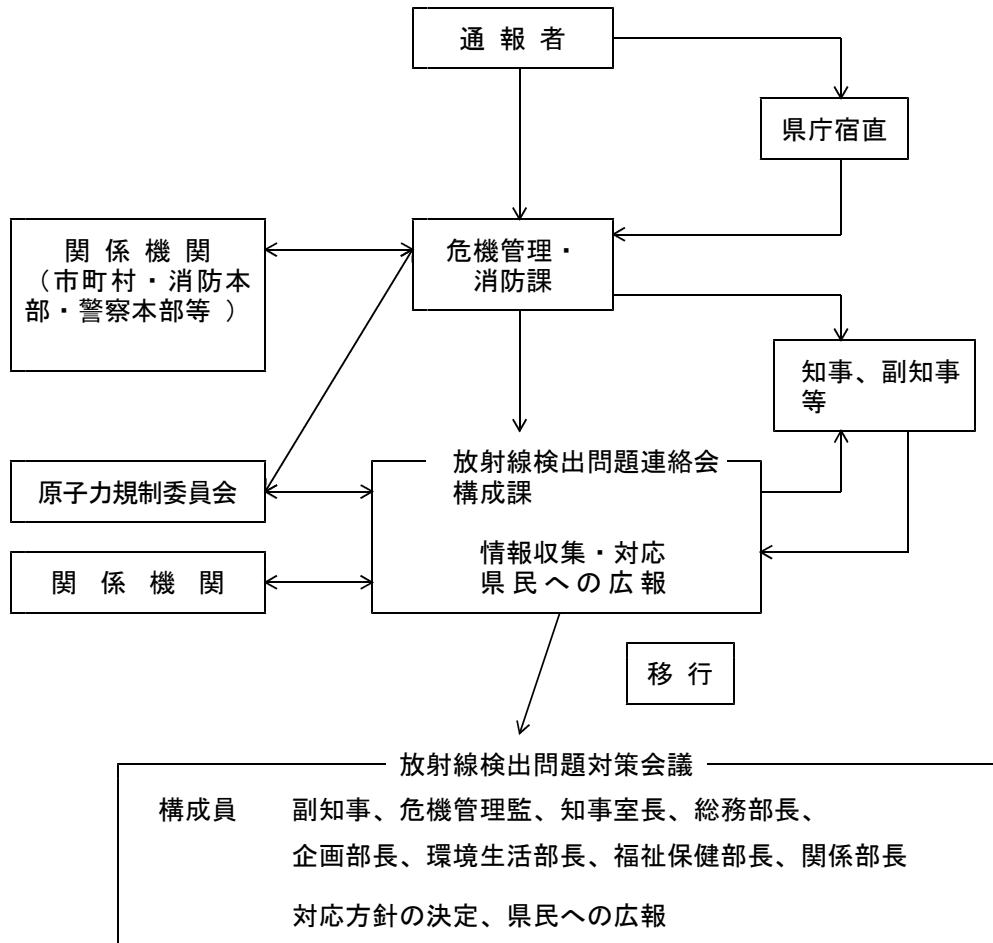 通報者
県庁宿直
関係機関
（市町村・消防本
部・警察本部等）
危機管理・
消防課
知事、副知事
等
原子力規制委員会
放射線検出問題連絡会
構成課
情報収集・対応
県民への広報
関係機関
移行
放射線検出問題対策会議
構成員　副知事、危機管理監、知事室長、総務部長、
企画部長、環境生活部長、福祉保健部長、関係部長
対応方針の決定、県民への広報